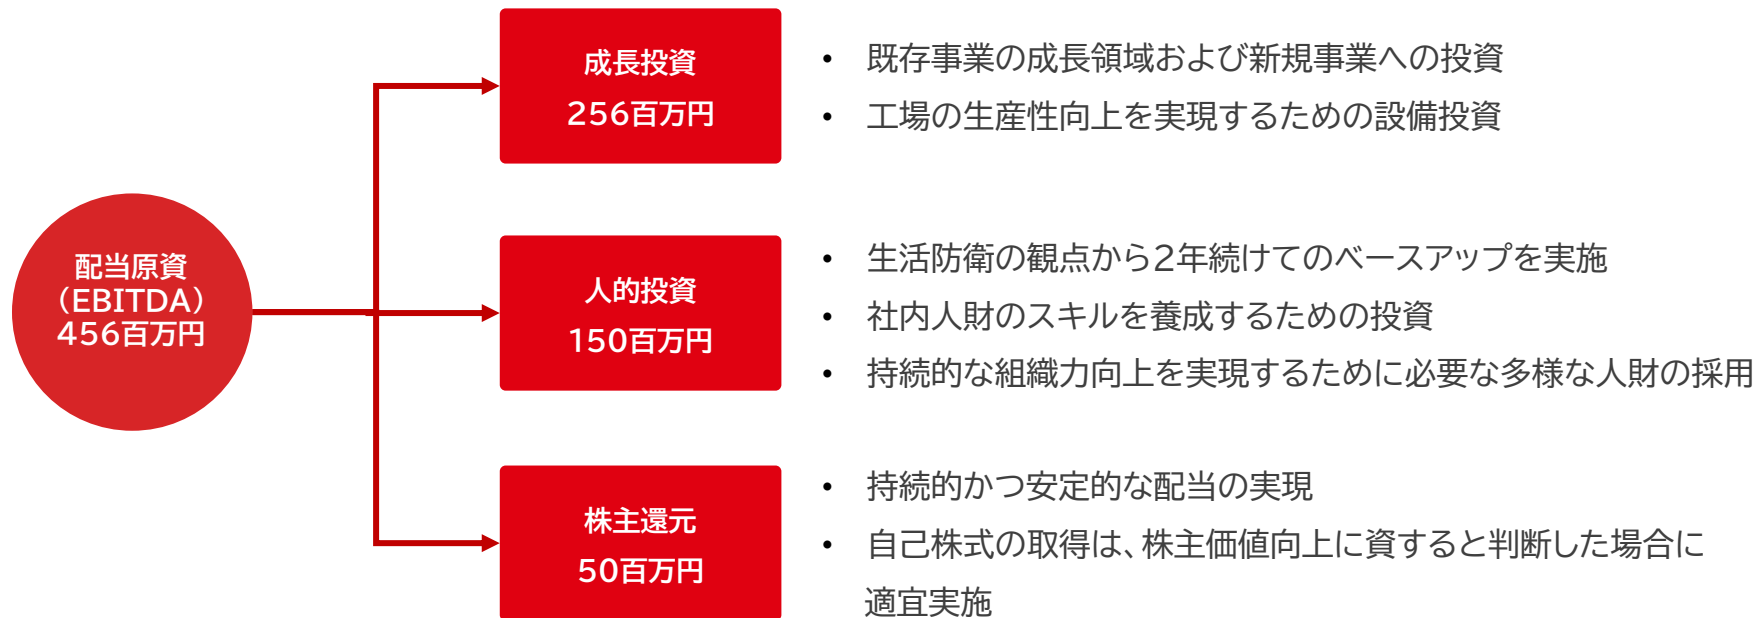 配当原資
（EBITDA）
456百万円
成長投資
256百万円
• 既存事業の成長領域および新規事業への投資
• 工場の生産性向上を実現するための設備投資
人的投資
150百万円
• 生活防衛の観点から2年続けてのベースアップを実施
• 社内人財のスキルを養成するための投資
• 持続的な組織力向上を実現するために必要な多様な人財の採用
株主還元
50百万円
• 持続的かつ安定的な配当の実現
• 自己株式の取得は、株主価値向上に資すると判断した場合に
適宜実施